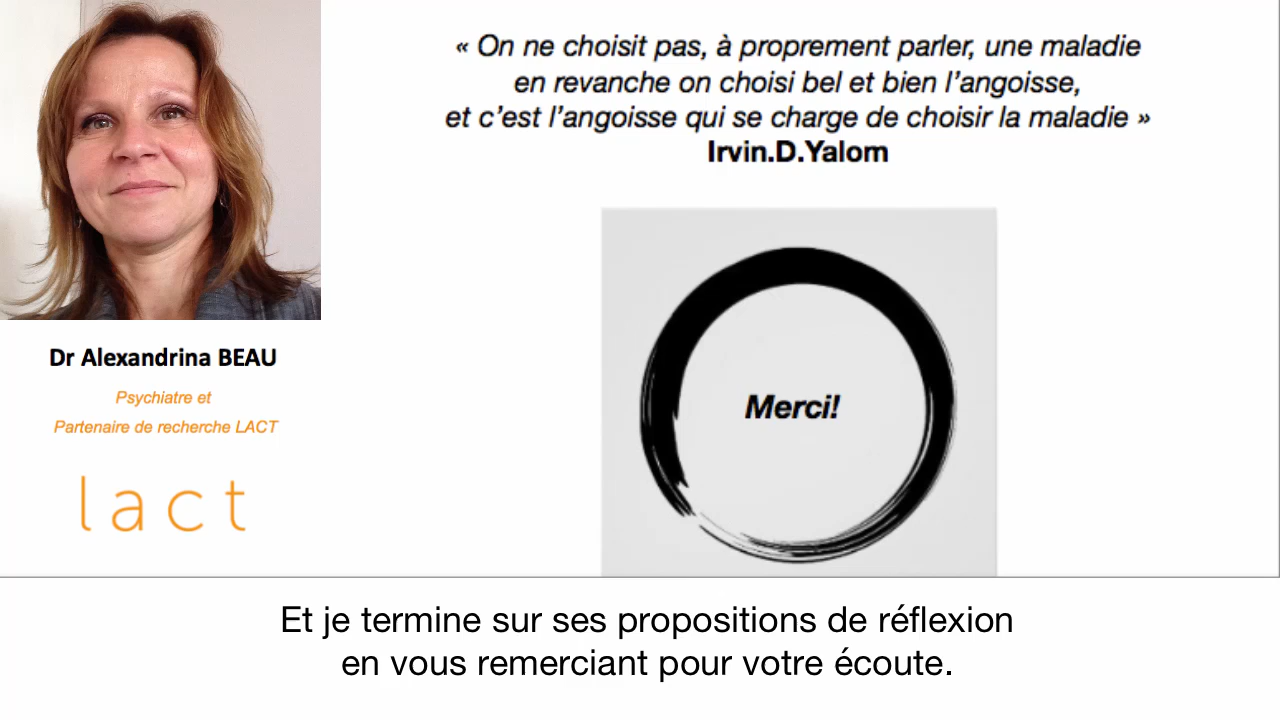 « On ne choisit pas, à proprement parler, une maladie
en revanche on choisi bel et bien l’angoisse,
et c’est l’angoisse qui se charge de choisir la maladie »
Irvin.D.Yalom
Merci!
Dr Alexandrina BEAU
Psychiatre et
Partenaire de recherche LACT
lact
Et je termine sur ses propositions de réflexion
en vous remerciant pour votre écoute.